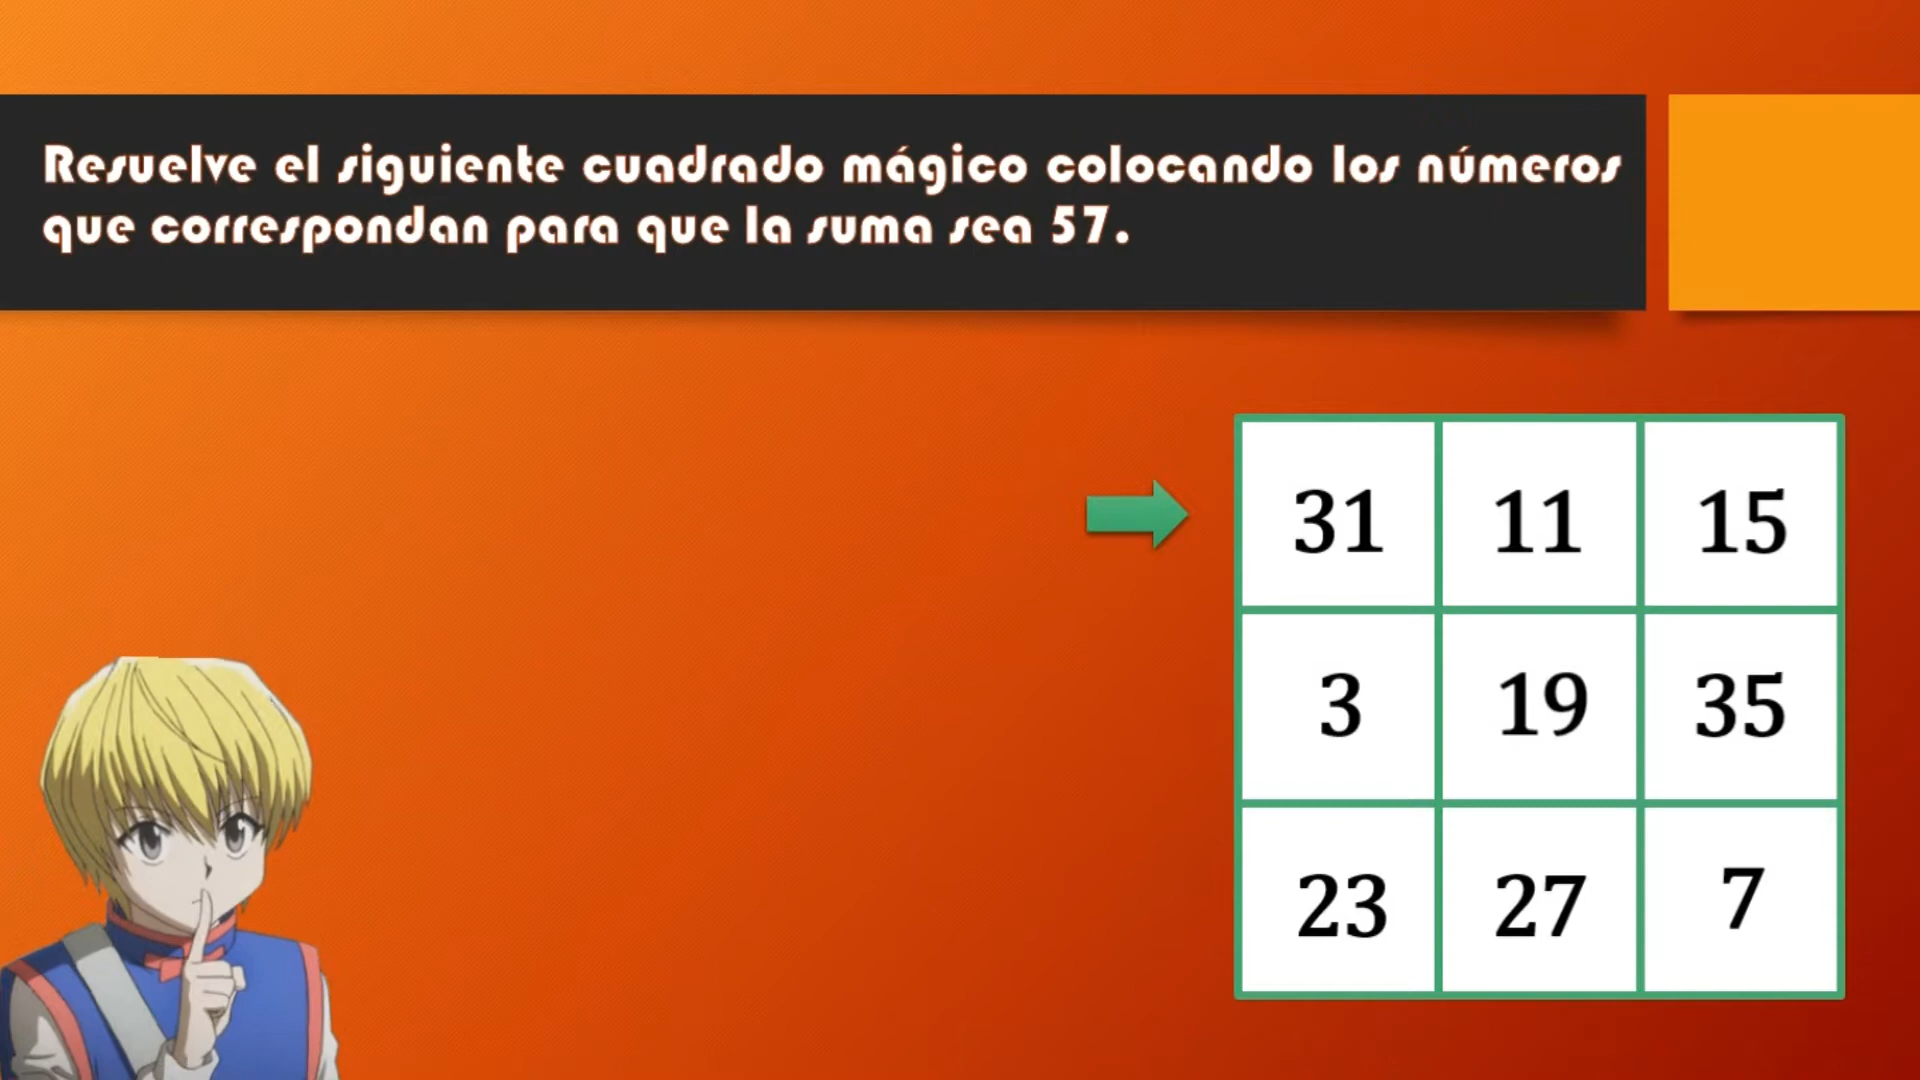 Resuelve el siguiente cuadrado mágico colocando los números
que correspondan para que la suma sea 57.
31 11 15
3 19 35
23 27 7